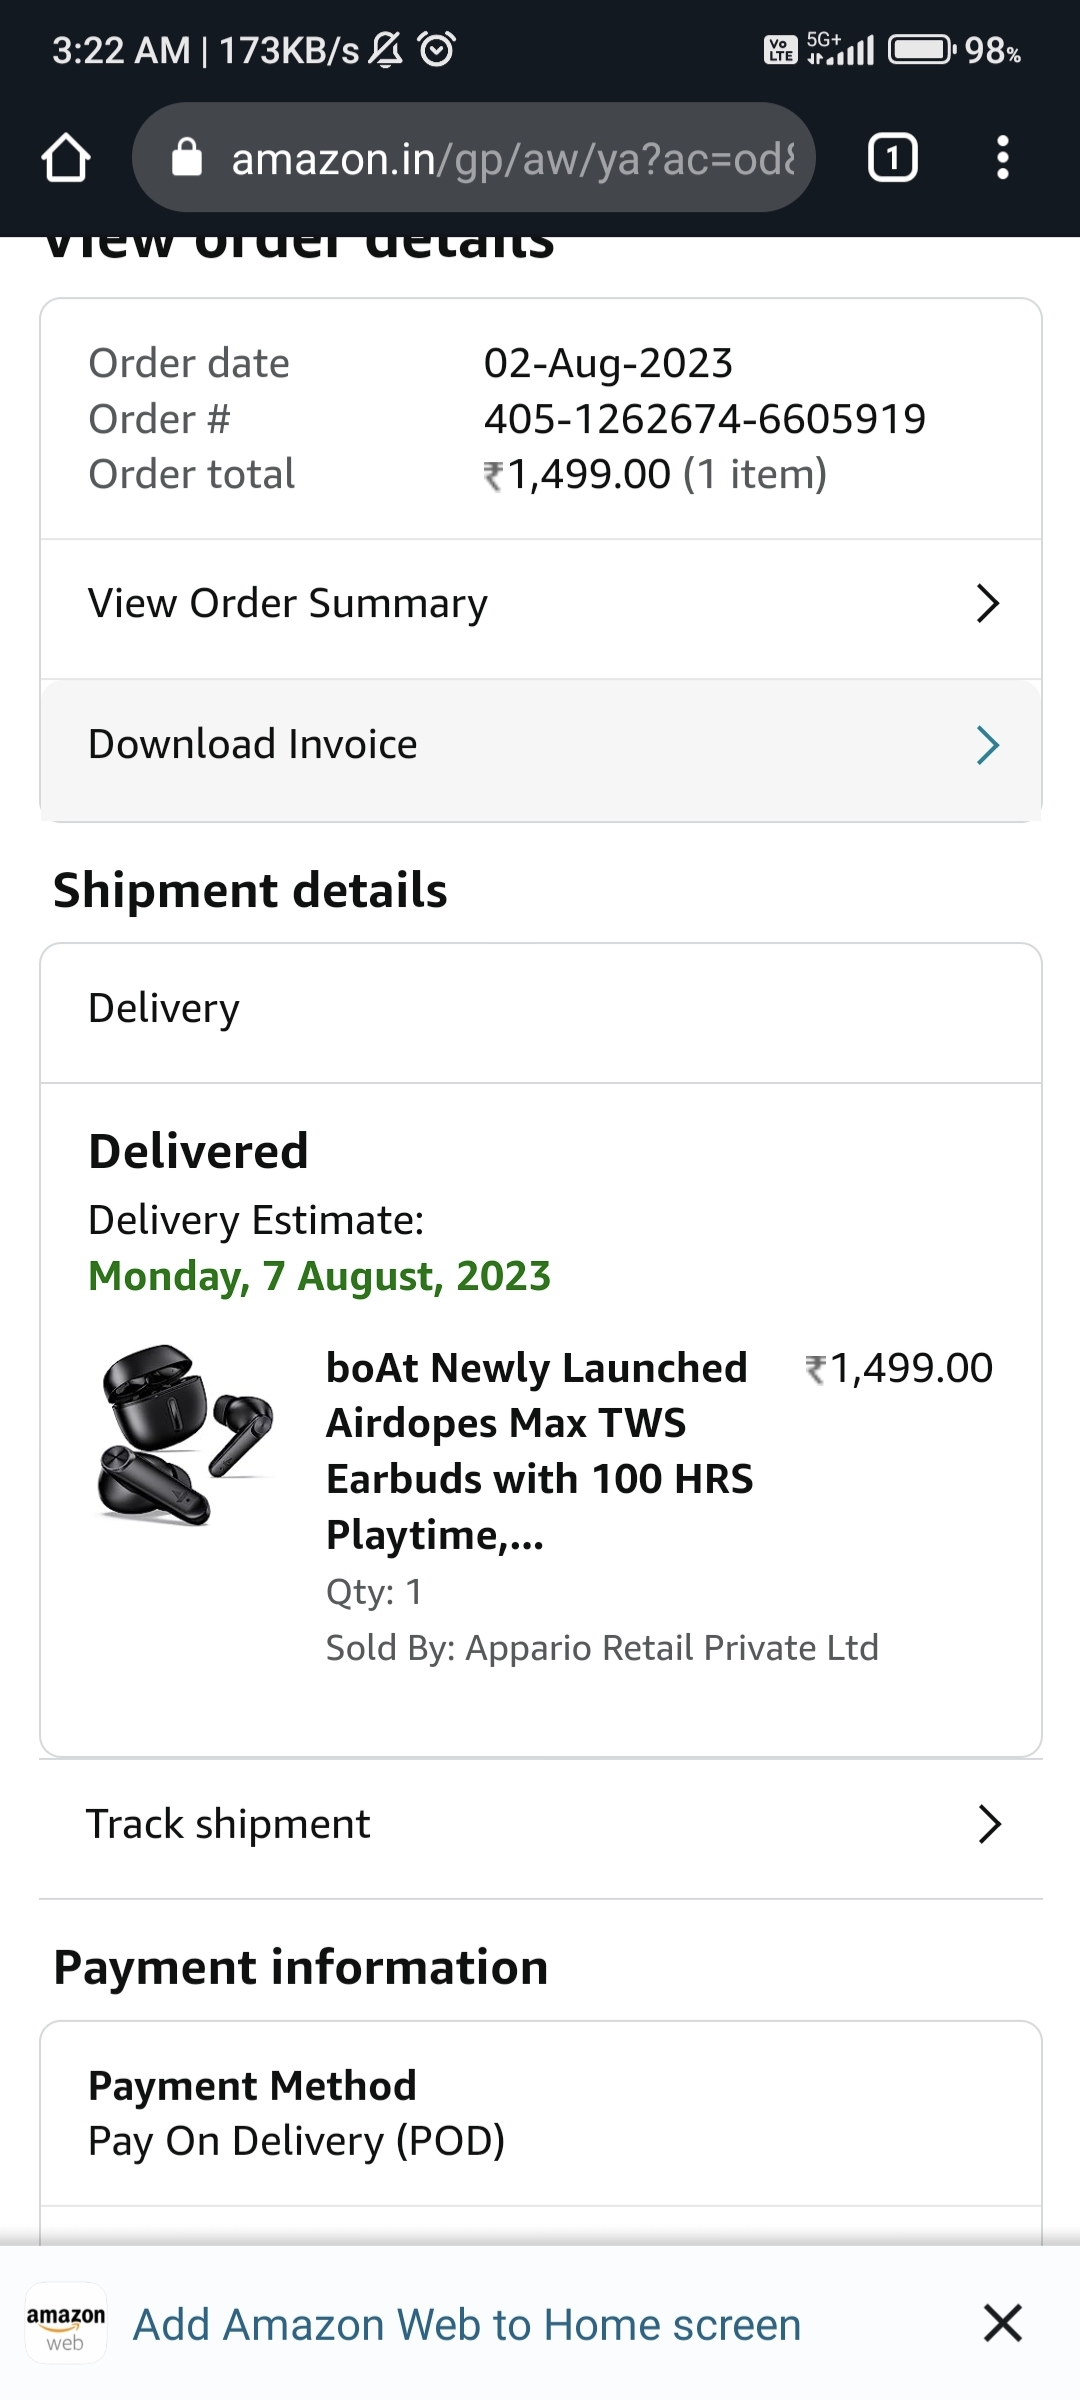 3:22 AM | 173KB/s
Vo LTE 5G+ 98%
amazon.in/gp/aw/ya?ac=od&
1
View order details
Order date 02-Aug-2023
Order # 405-1262674-6605919
Order total ₹1,499.00 (1 item)
View Order Summary
Download Invoice
Shipment details
Delivery
Delivered
Delivery Estimate:
Monday, 7 August, 2023
boAt Newly Launched ₹1,499.00
Airdopes Max TWS
Earbuds with 100 HRS
Playtime,...
Qty: 1
Sold By: Appario Retail Private Ltd
Track shipment
Payment information
Payment Method
Pay On Delivery (POD)
amazon
web
Add Amazon Web to Home screen